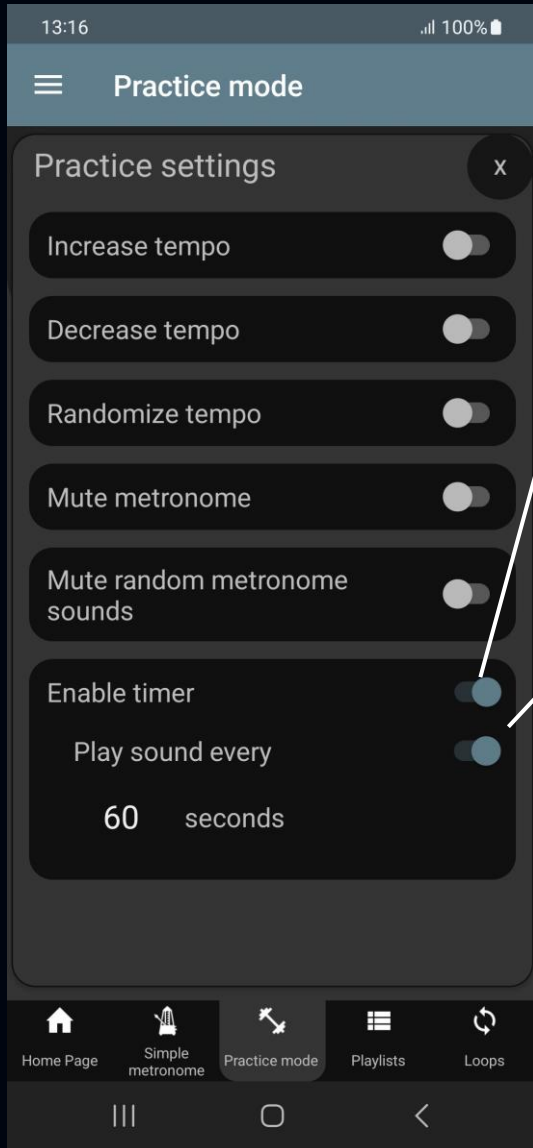 13:16 100%
Practice mode
Practice settings x
Increase tempo
Decrease tempo
Randomize tempo
Mute metronome
Mute random metronome
sounds
Enable timer
Play sound every
60 seconds
Home Page
Simple
metronome
Practice mode
Playlists
Loops